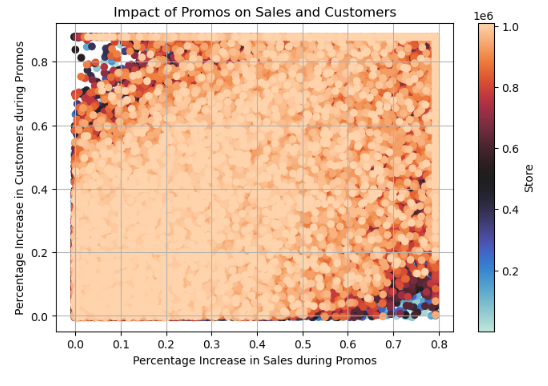 Impact of Promos on Sales and Customers
1e6
Percentage Increase in Customers during Promos
0.8
0.6
0.4
0.2
0.0
0.0 0.1 0.2 0.3 0.4 0.5 0.6 0.7 0.8
Percentage Increase in Sales during Promos
1.0
0.8
0.6
0.4
0.2
Store